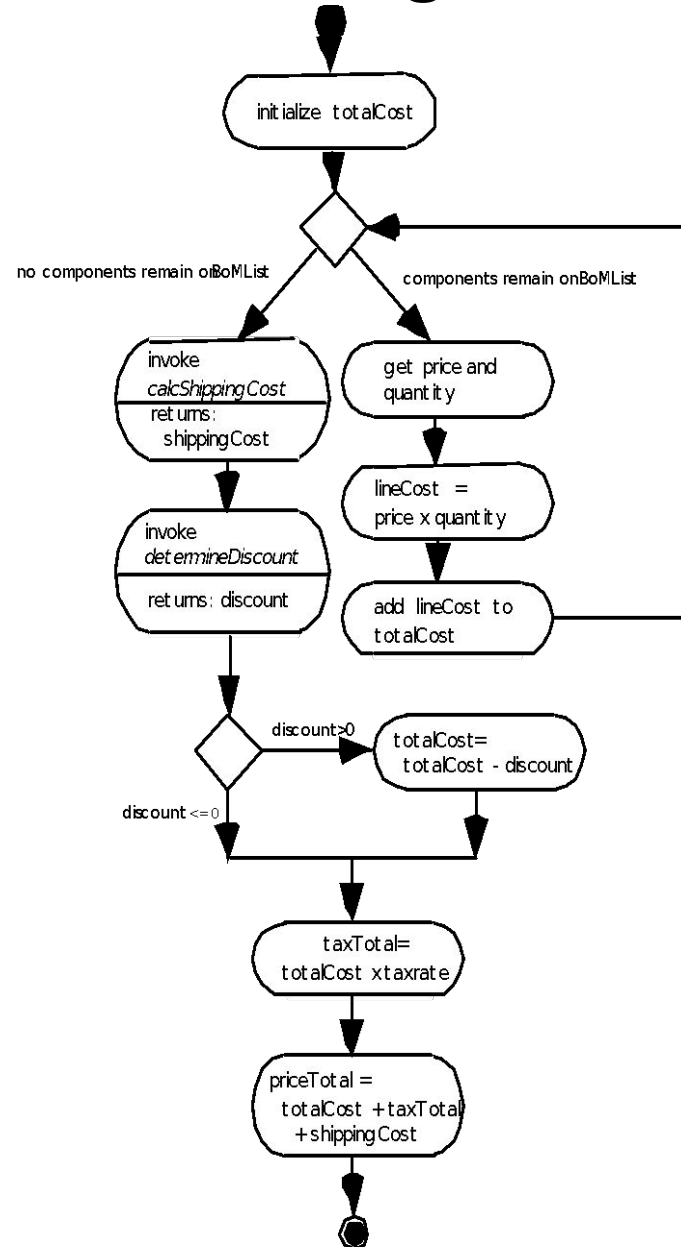 initialize totalCost
no components remain onBoMList
components remain onBoMList
invoke
calcShippingCost
returns:
shippingCost
get price and
quantity
lineCost =
price x quantity
invoke
determineDiscount
returns: discount
add lineCost to
totalCost
discount>0
totalCost=
totalCost - discount
discount <=0
taxTotal=
totalCost x taxrate
priceTotal =
totalCost + taxTotal
+ shippingCost